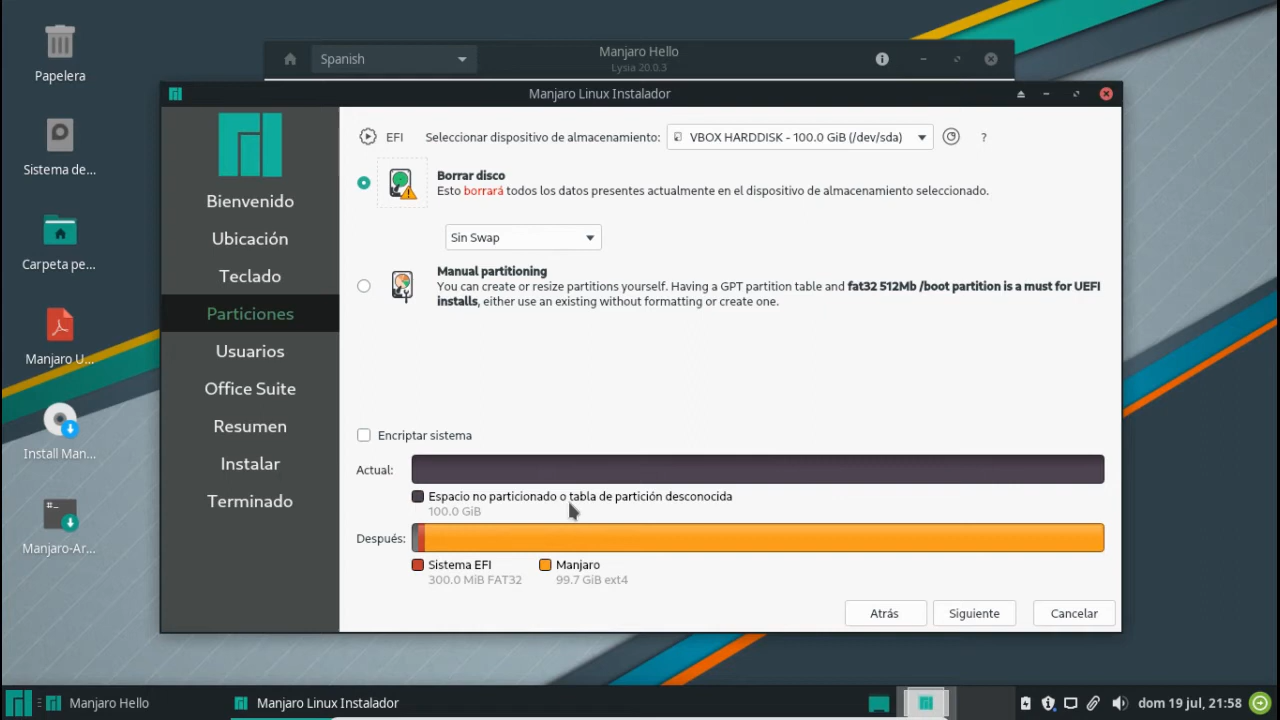 Papelera
Sistema de...
Carpeta pe...
Manjaro U...
Install Man...
Manjaro-Ar...
Spanish
Manjaro Hello
Lysia 20.0.3
Manjaro Linux Instalador
Bienvenido
Ubicación
Teclado
Particiones
Usuarios
Office Suite
Resumen
Instalar
Terminado
EFI Seleccionar dispositivo de almacenamiento: VBOX HARDDISK - 100.0 GiB (/dev/sda) ?
Borrar disco
Esto borrará todos los datos presentes actualmente en el dispositivo de almacenamiento seleccionado.
Sin Swap
Manual partitioning
You can create or resize partitions yourself. Having a GPT partition table and fat32 512Mb /boot partition is a must for UEFI
installs, either use an existing without formatting or create one.
Encriptar sistema
Actual:
Espacio no particionado o tabla de partición desconocida
100.0 GiB
Después:
Sistema EFI Manjaro
300.0 MiB FAT32 99.7 GiB ext4
Atrás Siguiente Cancelar
Manjaro Hello Manjaro Linux Instalador dom 19 jul, 21:58